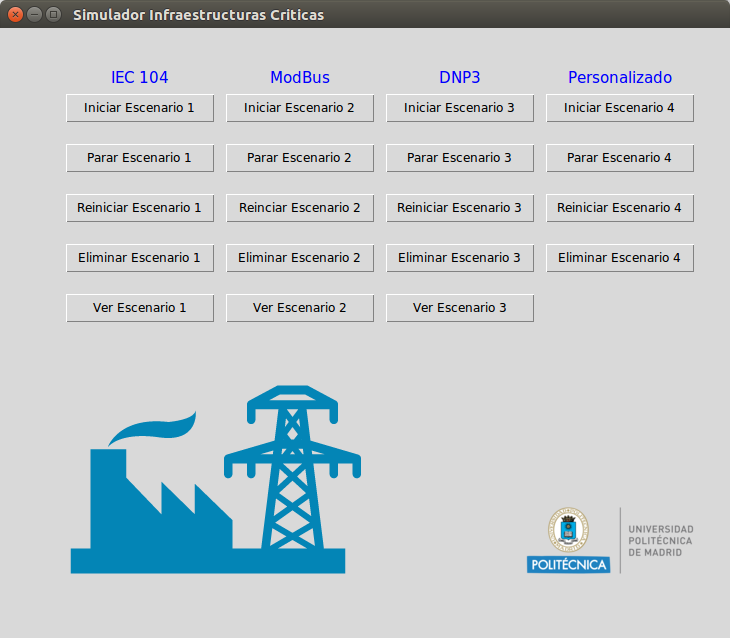 Simulador Infraestructuras Criticas
IEC 104 ModBus DNP3 Personalizado
Iniciar Escenario 1 Iniciar Escenario 2 Iniciar Escenario 3 Iniciar Escenario 4
Parar Escenario 1 Parar Escenario 2 Parar Escenario 3 Parar Escenario 4
Reiniciar Escenario 1 Reinciar Escenario 2 Reiniciar Escenario 3 Reiniciar Escenario 4
Eliminar Escenario 1 Eliminar Escenario 2 Eliminar Escenario 3 Eliminar Escenario 4
Ver Escenario 1 Ver Escenario 2 Ver Escenario 3
POLITÉCNICA
UNIVERSIDAD
POLITÉCNICA
DE MADRID